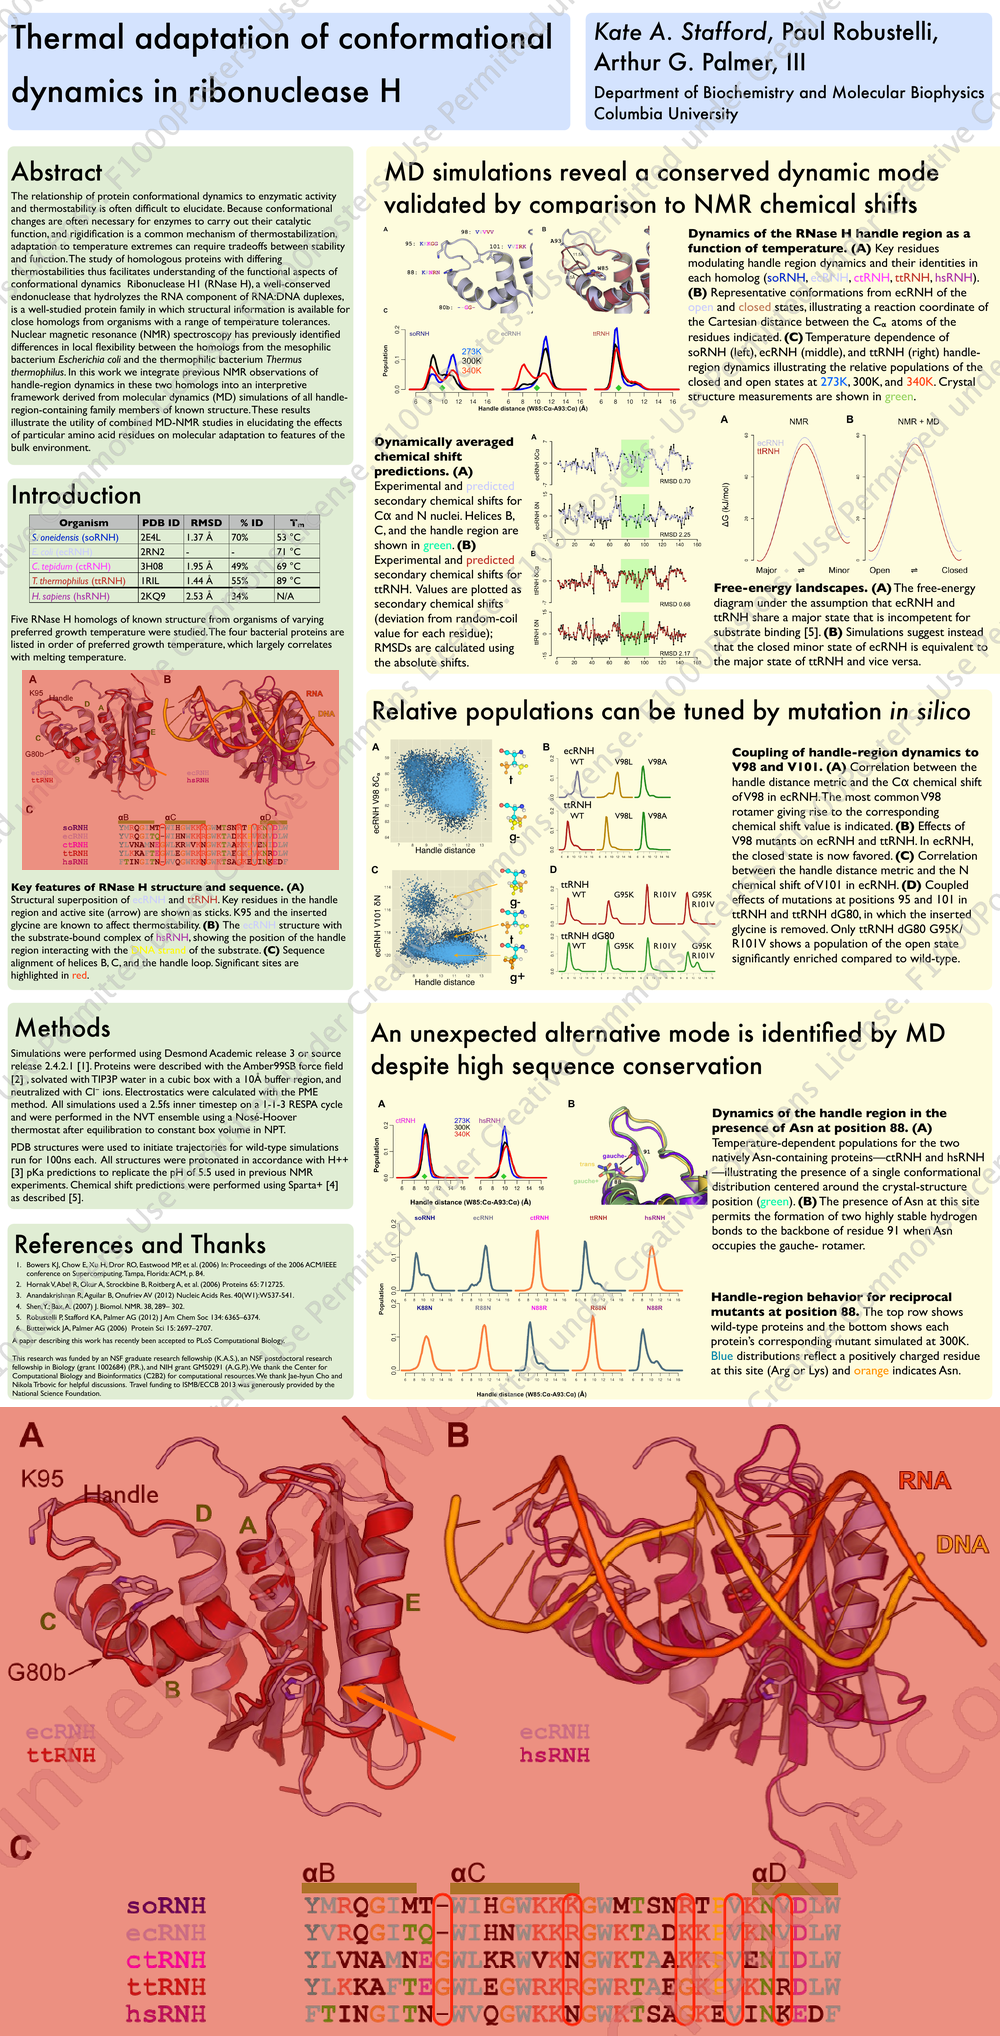 Thermal adaptation of conformational
dynamics in ribonuclease H
Kate A. Stafford, Paul Robustelli,
Arthur G. Palmer, III
Department of Biochemistry and Molecular Biophysics
Columbia University
Abstract
The relationship of protein conformational dynamics to enzymatic activity
and thermostability is often difficult to elucidate. Because conformational
changes are often necessary for enzymes to carry out their catalytic
function, and rigidification is a common mechanism of thermostabilization,
adaptation to temperature extremes can require tradeoffs between stability
and function. The study of homologous proteins with differing
thermostabilities thus facilitates understanding of the functional aspects of
conformational dynamics Ribonuclease H1 (RNase H), a well-conserved
endonuclease that hydrolyzes the RNA component of RNA:DNA duplexes,
is a well-studied protein family in which structural information is available for
close homologs from organisms with a range of temperature tolerances.
Nuclear magnetic resonance (NMR) spectroscopy has previously identified
differences in local flexibility between the homologs from the mesophilic
bacterium Escherichia coli and the thermophilic bacterium Thermus
thermophilus. In this work we integrate previous NMR observations of
handle-region dynamics in these two homologs into an interpretive
framework derived from molecular dynamics (MD) simulations of all handle-
region-containing family members of known structure. These results
illustrate the utility of combined MD-NMR studies in elucidating the effects
of particular amino acid residues on molecular adaptation to features of the
bulk environment.
Introduction
Organism PDB ID RMSD % ID Tm
S. oneidensis (soRNH) 2E4L 1.37 Å 70% 53 °C
E. coli (ecRNH) 2RN2 - - 71 °C
C. tepidum (ctRNH) 3H08 1.95 Å 49% 69 °C
T. thermophilus (ttRNH) 1RIL 1.44 Å 55% 89 °C
H. sapiens (hsRNH) 2KQ9 2.53 Å 34% N/A
Five RNase H homologs of known structure from organisms of varying
preferred growth temperature were studied. The four bacterial proteins are
listed in order of preferred growth temperature, which largely correlates
with melting temperature.
Key features of RNase H structure and sequence. (A)
Structural superposition of ecRNH and ttRNH. Key residues in the handle
region and active site (arrow) are shown as sticks. K95 and the inserted
glycine are known to affect thermostability. (B) The ecRNH structure with
the substrate-bound complex of hsRNH, showing the position of the handle
region interacting with the DNA strand of the substrate. (C) Sequence
alignment of helices B, C, and the handle loop. Significant sites are
highlighted in red.
Methods
Simulations were performed using Desmond Academic release 3 or source
release 2.4.2.1 [1]. Proteins were described with the Amber99SB force field
[2] , solvated with TIP3P water in a cubic box with a 10Å buffer region, and
neutralized with Cl⁻ ions. Electrostatics were calculated with the PME
method. All simulations used a 2.5fs inner timestep on a 1-1-3 RESPA cycle
and were performed in the NVT ensemble using a Nosé-Hoover
thermostat after equilibration to constant box volume in NPT.
PDB structures were used to initiate trajectories for wild-type simulations
run for 100ns each. All structures were protonated in accordance with H++
[3] pKa predictions to replicate the pH of 5.5 used in previous NMR
experiments. Chemical shift predictions were performed using Sparta+ [4]
as described [5].
References and Thanks
1. Bowers KJ, Chow E, Xu H, Dror RO, Eastwood MP, et al. (2006) In: Proceedings of the 2006 ACM/IEEE
conference on Supercomputing. Tampa, Florida: ACM, p. 84.
2. Hornak V, Abel R, Okur A, Strockbine B, Roitberg A, et al. (2006) Proteins 65: 712725.
3. Anandakrishnan R, Aguilar B, Onufriev AV (2012) Nucleic Acids Res. 40(W1):W537-541.
4. Shen, Y.; Bax, A. (2007) J. Biomol. NMR. 38, 289– 302.
5. Robustelli P, Stafford KA, Palmer AG (2012) J Am Chem Soc 134: 6365–6374.
6. Butterwick JA, Palmer AG (2006) Protein Sci 15: 2697–2707.
A paper describing this work has recently been accepted to PLoS Computational Biology.
This research was funded by an NSF graduate research fellowship (K.A.S.), an NSF postdoctoral research
fellowship in Biology (grant 1002684) (P.R.), and NIH grant GM50291 (A.G.P.). We thank the Center for
Computational Biology and Bioinformatics (C2B2) for computational resources. We thank Jae-hyun Cho and
Nikola Trbovic for helpful discussions. Travel funding to ISMB/ECCB 2013 was generously provided by the
National Science Foundation.
MD simulations reveal a conserved dynamic mode
validated by comparison to NMR chemical shifts
Dynamics of the RNase H handle region as a
function of temperature. (A) Key residues
modulating handle region dynamics and their identities in
each homolog (soRNH, ecRNH, ctRNH, ttRNH, hsRNH).
(B) Representative conformations from ecRNH of the
open and closed states, illustrating a reaction coordinate of
the Cartesian distance between the Cα atoms of the
residues indicated. (C) Temperature dependence of
soRNH (left), ecRNH (middle), and ttRNH (right) handle-
region dynamics illustrating the relative populations of the
closed and open states at 273K, 300K, and 340K. Crystal
structure measurements are shown in green.
soRNH ecRNH ttRNH
273K
300K
340K
Population
Handle distance (W85:Cα-A93:Cα) (Å)
Dynamically averaged
chemical shift
predictions. (A)
Experimental and predicted
secondary chemical shifts for
Cα and N nuclei. Helices B,
C, and the handle region are
shown in green. (B)
Experimental and predicted
secondary chemical shifts for
ttRNH. Values are plotted as
secondary chemical shifts
(deviation from random-coil
value for each residue);
RMSDs are calculated using
the absolute shifts.
ecRNH δCα
RMSD 0.70
ecRNH δN
RMSD 2.25
ttRNH δCα
RMSD 0.68
ttRNH δN
RMSD 2.17
A NMR B NMR + MD
ecRNH
ttRNH
ΔG (kJ/mol)
Major ⇌ Minor Open ⇌ Closed
Free-energy landscapes. (A) The free-energy
diagram under the assumption that ecRNH and
ttRNH share a major state that is incompetent for
substrate binding [5]. (B) Simulations suggest instead
that the closed minor state of ecRNH is equivalent to
the major state of ttRNH and vice versa.
Relative populations can be tuned by mutation in silico
ecRNH V98 δCα
Handle distance
t
g-
ecRNH V101 δN
Handle distance
g-
t
g+
B
ecRNH
WT V98L V98A
ttRNH
WT V98L V98A
D
ttRNH
WT G95K R101V G95K
R101V
ttRNH dG80
WT G95K R101V G95K
R101V
Coupling of handle-region dynamics to
V98 and V101. (A) Correlation between the
handle distance metric and the Cα chemical shift
of V98 in ecRNH. The most common V98
rotamer giving rise to the corresponding
chemical shift value is indicated. (B) Effects of
V98 mutants on ecRNH and ttRNH. In ecRNH,
the closed state is now favored. (C) Correlation
between the handle distance metric and the N
chemical shift of V101 in ecRNH. (D) Coupled
effects of mutations at positions 95 and 101 in
ttRNH and ttRNH dG80, in which the inserted
glycine is removed. Only ttRNH dG80 G95K/
R101V shows a population of the open state
significantly enriched compared to wild-type.
An unexpected alternative mode is identified by MD
despite high sequence conservation
ctRNH hsRNH
273K
300K
340K
Population
Handle distance (W85:Cα-A93:Cα) (Å)
gauche-
trans
gauche+
91
Dynamics of the handle region in the
presence of Asn at position 88. (A)
Temperature-dependent populations for the two
natively Asn-containing proteins—ctRNH and hsRNH
—illustrating the presence of a single conformational
distribution centered around the crystal-structure
position (green). (B) The presence of Asn at this site
permits the formation of two highly stable hydrogen
bonds to the backbone of residue 91 when Asn
occupies the gauche- rotamer.
soRNH ecRNH ctRNH ttRNH hsRNH
K88N R88N N88R R88N N88R
Population
Handle distance (W85:Cα-A93:Cα) (Å)
Handle-region behavior for reciprocal
mutants at position 88. The top row shows
wild-type proteins and the bottom shows each
protein's corresponding mutant simulated at 300K.
Blue distributions reflect a positively charged residue
at this site (Arg or Lys) and orange indicates Asn.
A
K95
Handle
D
A
C
E
G80b
B
ecRNH
ttRNH
B
RNA
DNA
ecRNH
hsRNH
C
αB αC αD
soRNH YMRQGIMT-WIHGWKKRGWMTSNRTPVKNVDLW
ecRNH YVRQGITQ-WIHNWKKRGWKTADKKPVKNVDLW
ctRNH YLVNAMNEGWLKRWVKNGWKTAAKKPVENIDLW
ttRNH YLKKAFTEGWLEGWRKRGWRTAEGKPVKNRDLW
hsRNH FTINGITN-WVQGWKKNGWKTSAGKEVINKEDF